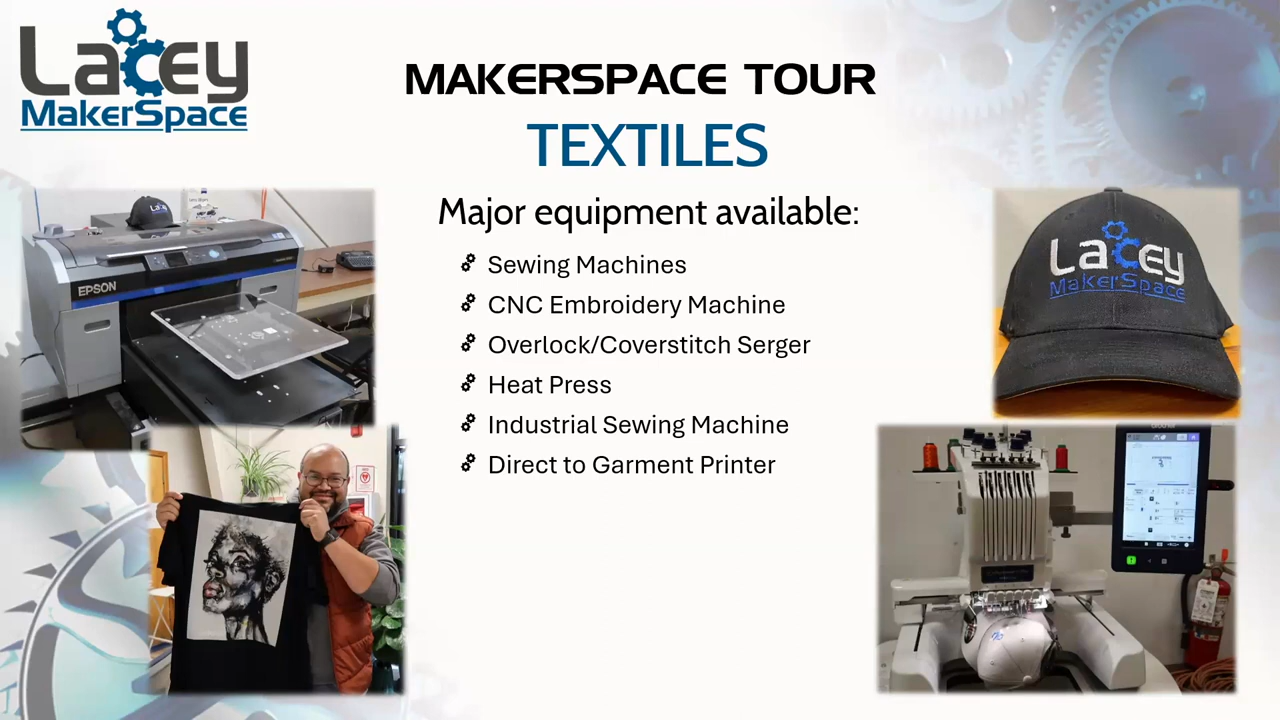 Lacey
MakerSpace
MAKERSPACE TOUR
TEXTILES
Major equipment available:
Sewing Machines
CNC Embroidery Machine
Overlock/Coverstitch Serger
Heat Press
Industrial Sewing Machine
Direct to Garment Printer
EPSON
Lacey
MakerSpace
brother